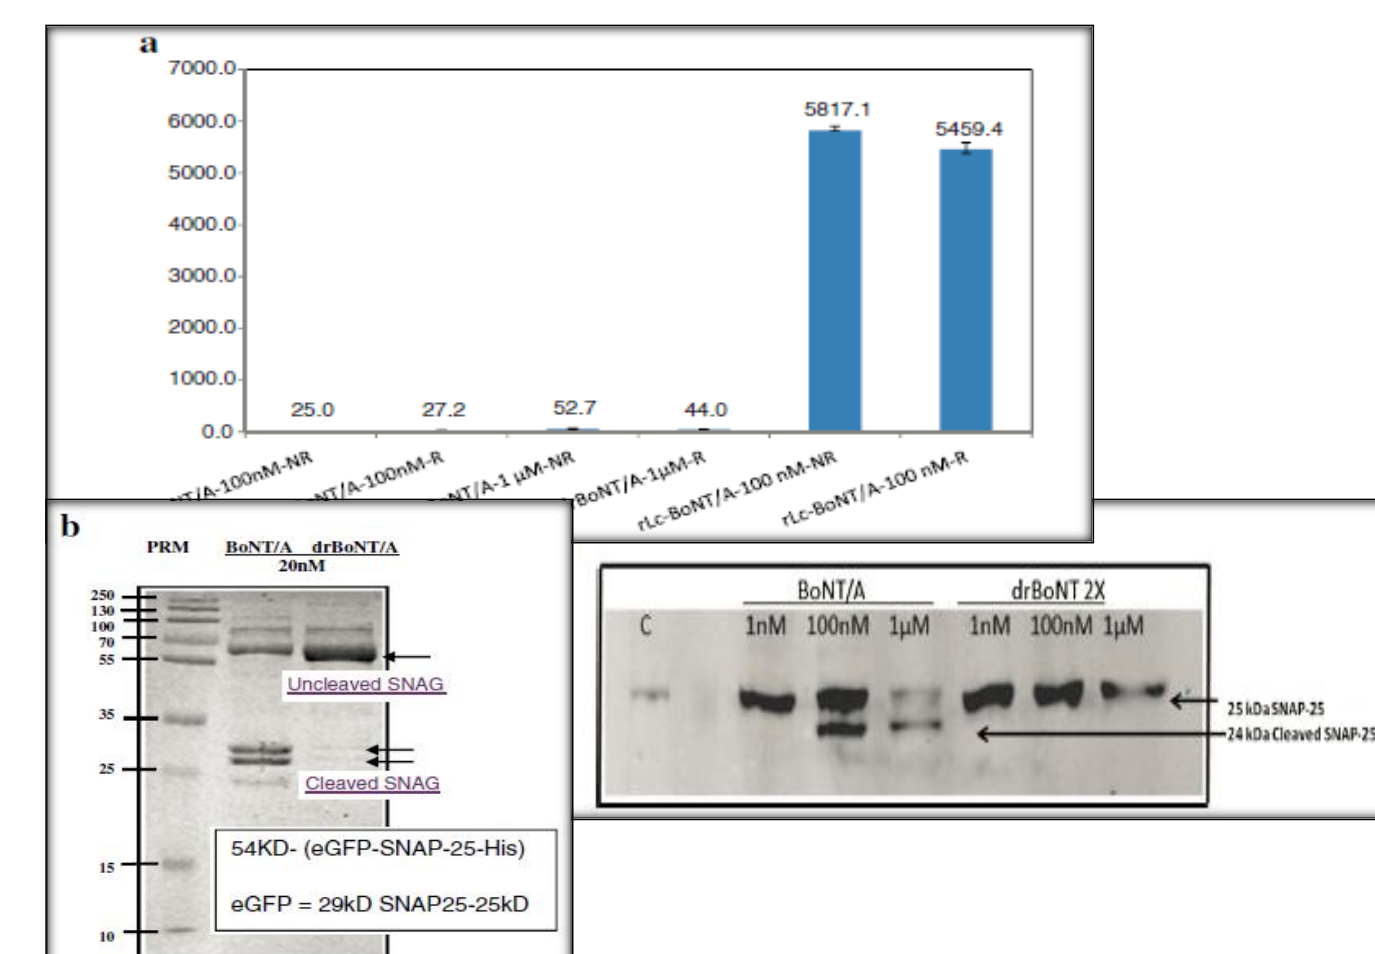 a
7000.0
6000.0
5000.0
4000.0
3000.0
2000.0
1000.0
0.0
25.0
27.2
52.7
44.0
5817.1
5459.4
NT/A-100nM-NR
NT/A-100nM-R
NT/A-1 µM-NR
rBoNT/A-1µM-R
rLc-BoNT/A-100 nM-NR
rLc-BoNT/A-100 nM-R
b
PRM BoNT/A drBoNT/A
20nM
250
130
100
70
55
35
25
15
10
Uncleaved SNAG
Cleaved SNAG
54KD- (eGFP-SNAP-25-His)
eGFP = 29kD SNAP25-25kD
BoNT/A drBoNT 2X
C 1nM 100nM 1µM 1nM 100nM 1µM
25 kDa SNAP-25
24 kDa Cleaved SNAP-25